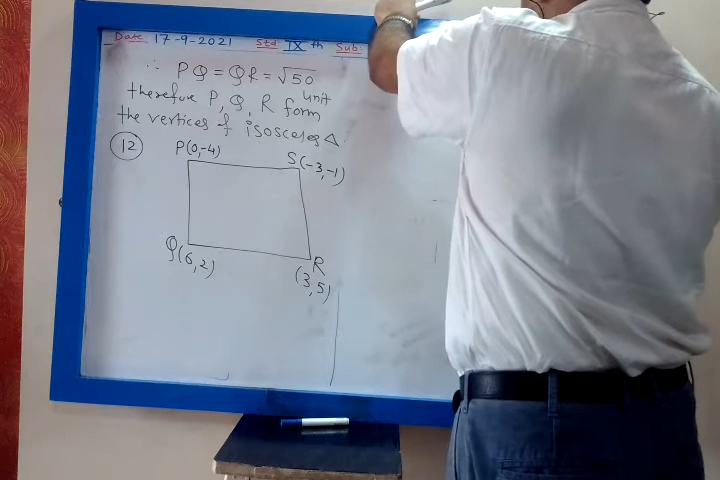 Date 17-9-2021 Std IX th Sub:
∴ PQ = QR = √50 unit
therefore P, Q, R form
the vertices of isosceles △.
12 P(0,-4) S(-3,-1)
Q(6,2) R
(3,5)